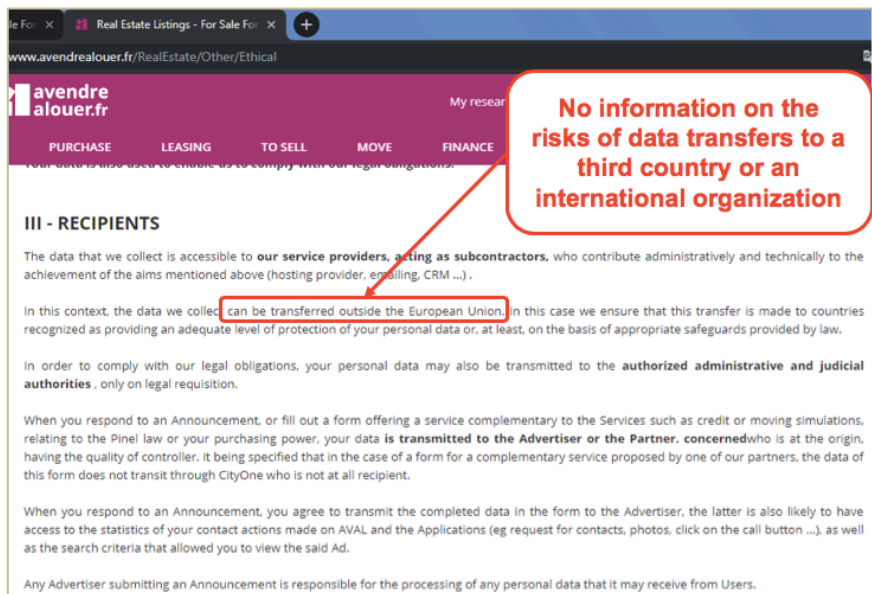 le For
Real Estate Listings - For Sale For
www.avendrealouer.fr/RealEstate/Other/Ethical
avendre
alouer.fr
My resear
PURCHASE LEASING TO SELL MOVE FINANCE
No information on the
risks of data transfers to a
third country or an
international organization
Your data is also used to enable us to comply with our legal obligations.
III - RECIPIENTS
The data that we collect is accessible to our service providers, acting as subcontractors, who contribute administratively and technically to the
achievement of the aims mentioned above (hosting provider, emailing, CRM ...) .
In this context, the data we collect can be transferred outside the European Union. In this case we ensure that this transfer is made to countries
recognized as providing an adequate level of protection of your personal data or, at least, on the basis of appropriate safeguards provided by law.
In order to comply with our legal obligations, your personal data may also be transmitted to the authorized administrative and judicial
authorities , only on legal requisition.
When you respond to an Announcement, or fill out a form offering a service complementary to the Services such as credit or moving simulations,
relating to the Pinel law or your purchasing power, your data is transmitted to the Advertiser or the Partner. concernedwho is at the origin,
having the quality of controller. It being specified that in the case of a form for a complementary service proposed by one of our partners, the data of
this form does not transit through CityOne who is not at all recipient.
When you respond to an Announcement, you agree to transmit the completed data in the form to the Advertiser, the latter is also likely to have
access to the statistics of your contact actions made on AVAL and the Applications (eg request for contacts, photos, click on the call button ...), as well
as the search criteria that allowed you to view the said Ad.
Any Advertiser submitting an Announcement is responsible for the processing of any personal data that it may receive from Users.